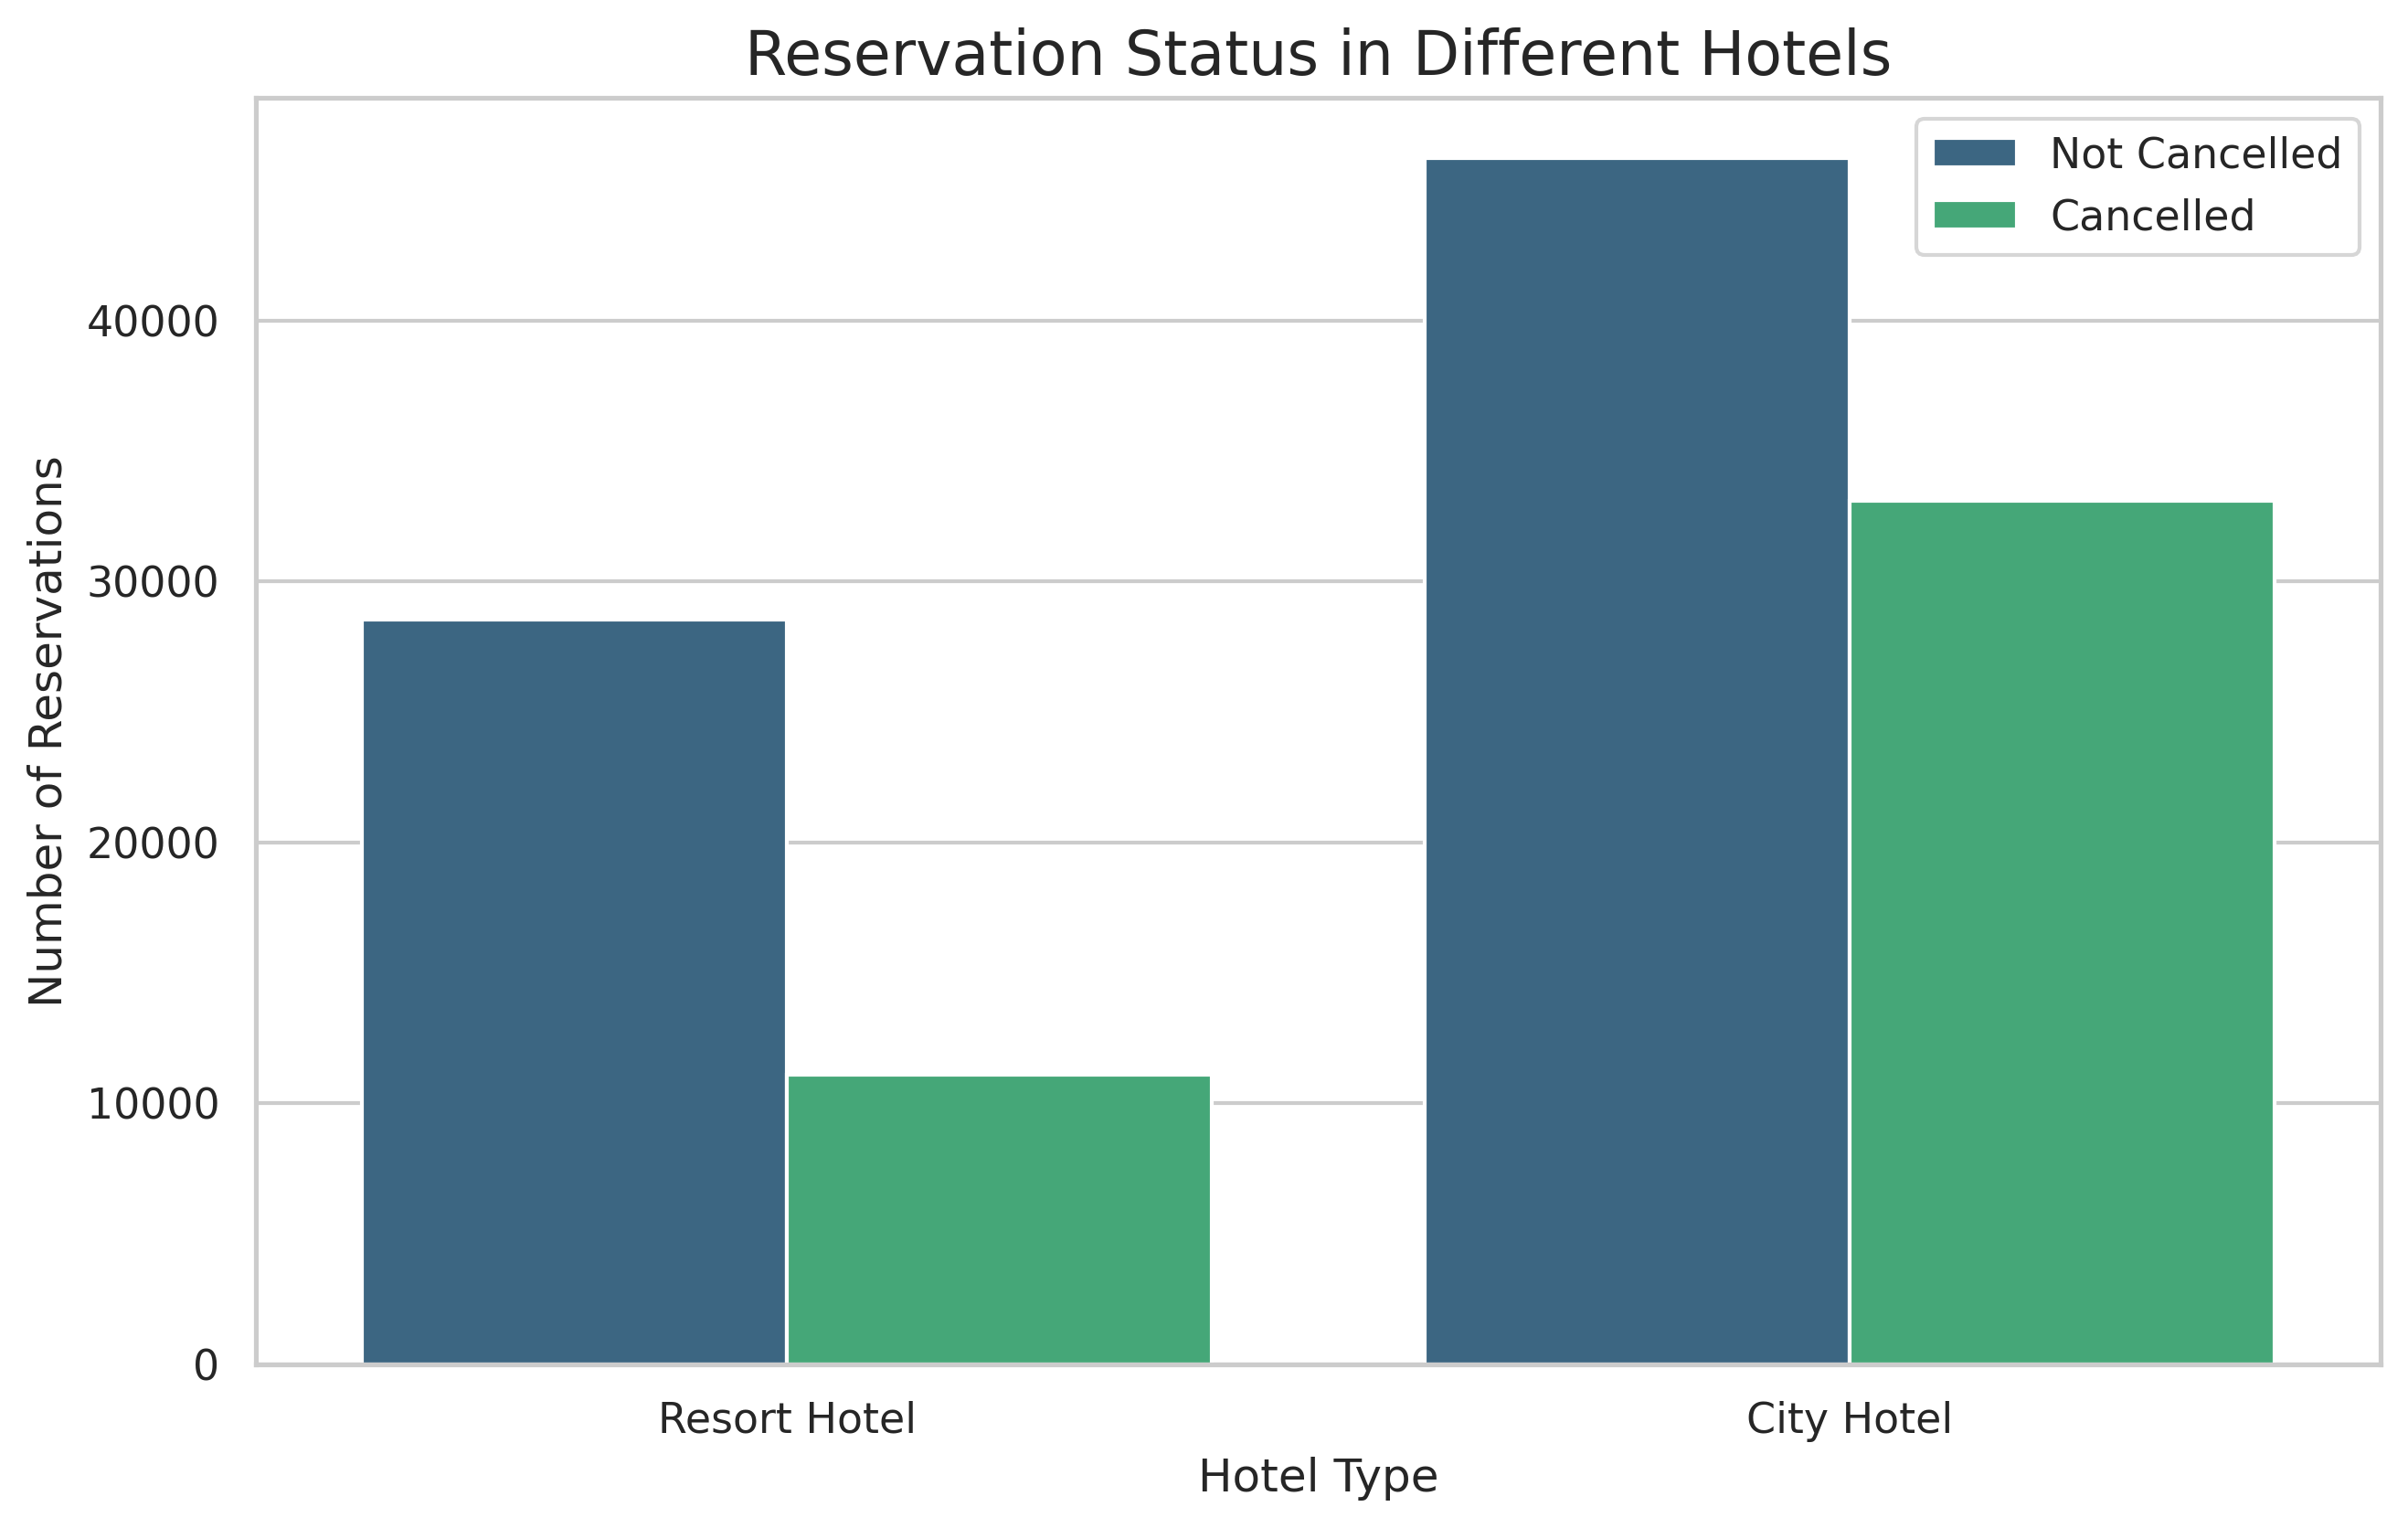 Reservation Status in Different Hotels
Not Cancelled
Cancelled
Number of Reservations
40000
30000
20000
10000
0
Resort Hotel
City Hotel
Hotel Type